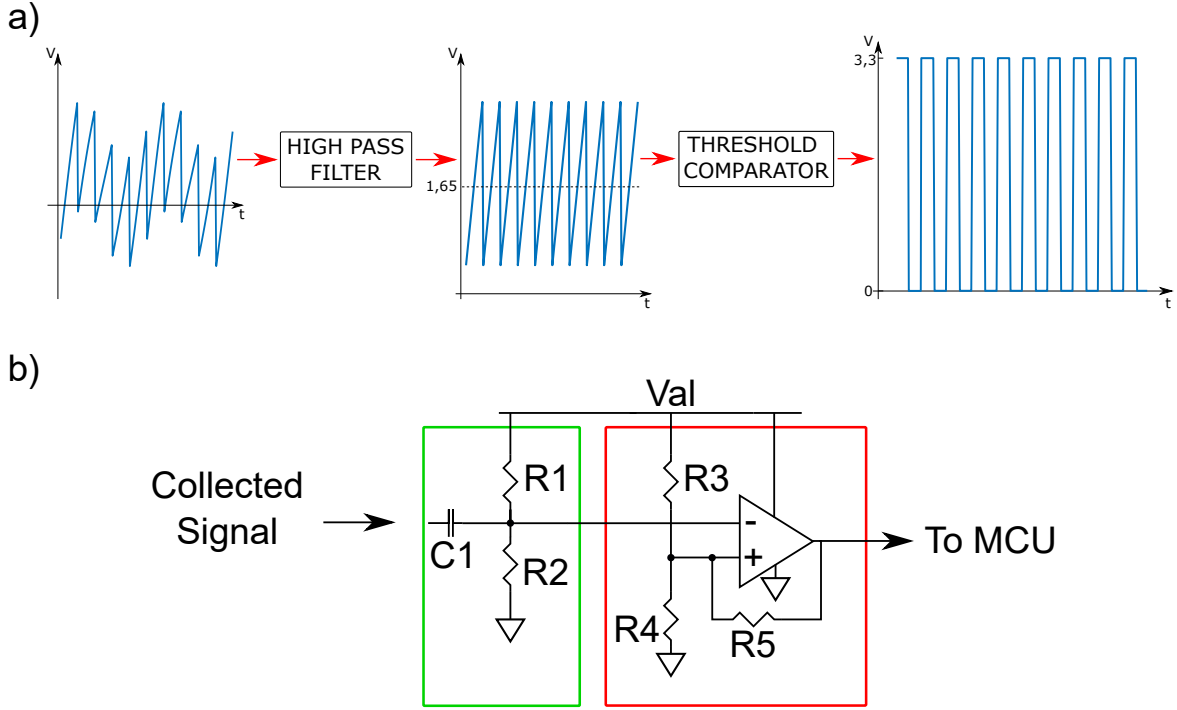 a)
V
t
HIGH PASS
FILTER
V
1,65
t
THRESHOLD
COMPARATOR
V
3,3
0
t
b)
Val
Collected
Signal
C1
R1
R2
R3
R4
-
+
R5
To MCU